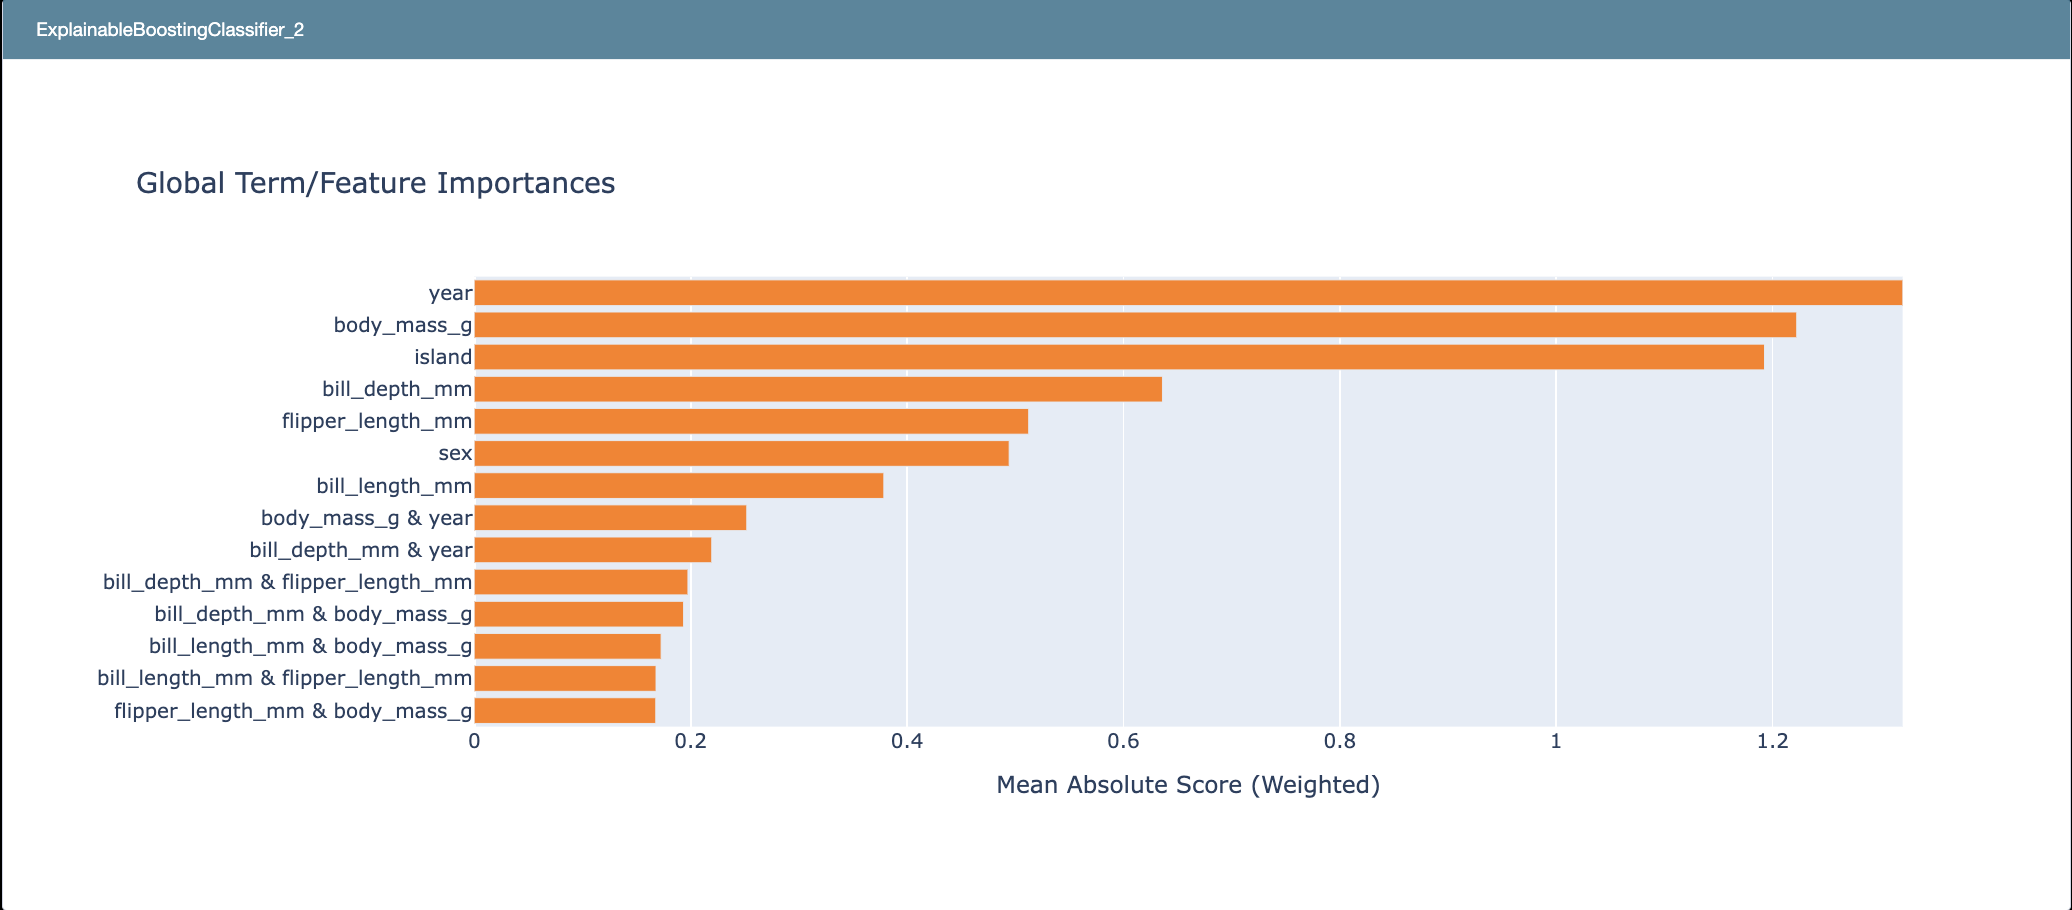 ExplainableBoostingClassifier_2
Global Term/Feature Importances
year
body_mass_g
island
bill_depth_mm
flipper_length_mm
sex
bill_length_mm
body_mass_g & year
bill_depth_mm & year
bill_depth_mm & flipper_length_mm
bill_depth_mm & body_mass_g
bill_length_mm & body_mass_g
bill_length_mm & flipper_length_mm
flipper_length_mm & body_mass_g
0 0.2 0.4 0.6 0.8 1 1.2
Mean Absolute Score (Weighted)